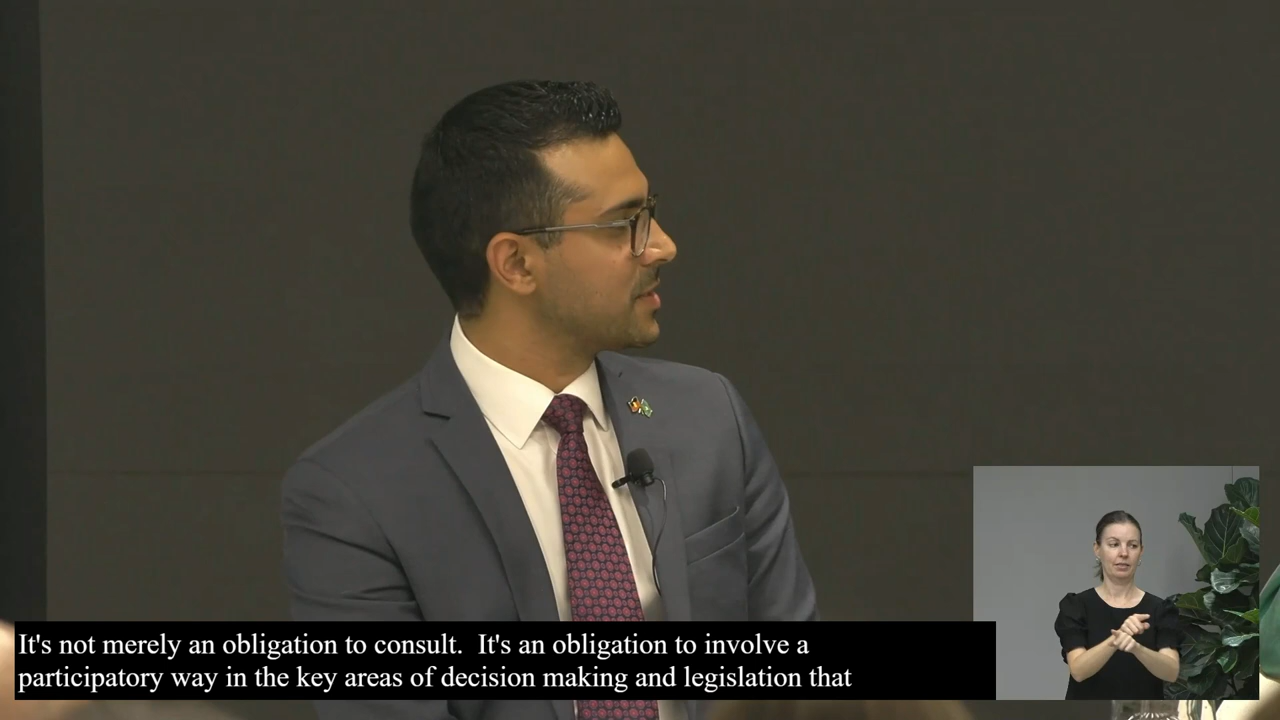 It's not merely an obligation to consult.  It's an obligation to involve a
participatory way in the key areas of decision making and legislation that